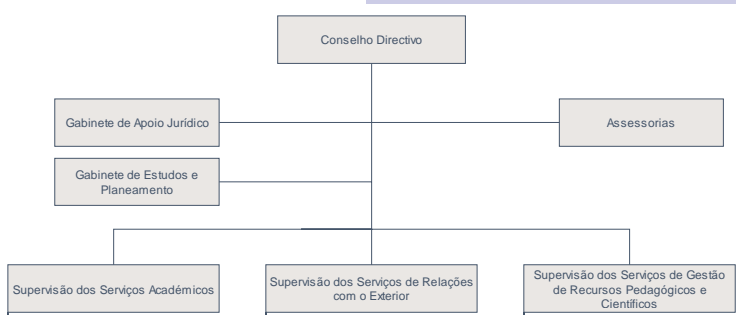 Conselho Directivo
Gabinete de Apoio Jurídico
Assessorias
Gabinete de Estudos e
Planeamento
Supervisão dos Serviços Académicos
Supervisão dos Serviços de Relações
com o Exterior
Supervisão dos Serviços de Gestão
de Recursos Pedagógicos e
Científicos